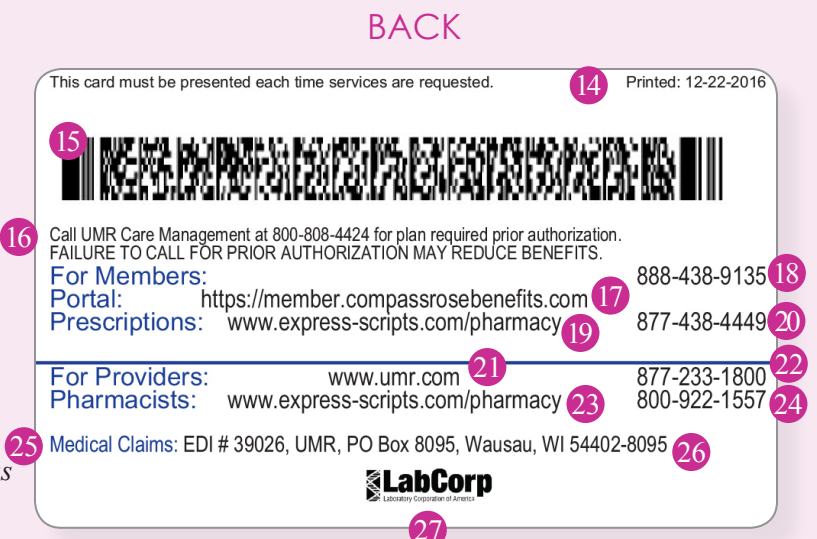 BACK
This card must be presented each time services are requested. 14 Printed: 12-22-2016
15
16 Call UMR Care Management at 800-808-4424 for plan required prior authorization.
FAILURE TO CALL FOR PRIOR AUTHORIZATION MAY REDUCE BENEFITS.
For Members: 888-438-9135 18
Portal: https://member.compassrosebenefits.com 17
Prescriptions: www.express-scripts.com/pharmacy 19 877-438-4449 20
For Providers: www.umr.com 21 877-233-1800 22
Pharmacists: www.express-scripts.com/pharmacy 23 800-922-1557 24
25 Medical Claims: EDI # 39026, UMR, PO Box 8095, Wausau, WI 54402-8095 26
LabCorp
Laboratory Corporation of America
27